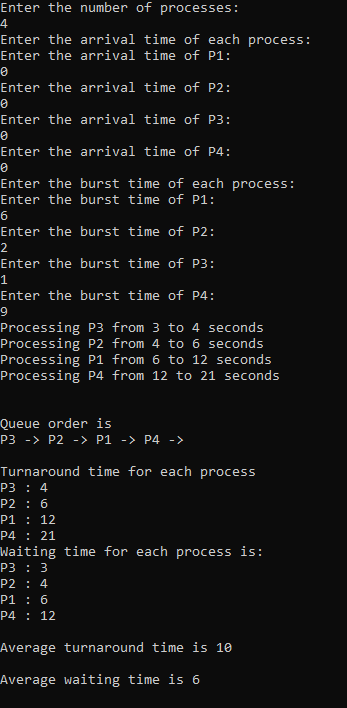 Enter the number of processes:
4
Enter the arrival time of each process:
Enter the arrival time of P1:
0
Enter the arrival time of P2:
0
Enter the arrival time of P3:
0
Enter the arrival time of P4:
0
Enter the burst time of each process:
Enter the burst time of P1:
6
Enter the burst time of P2:
2
Enter the burst time of P3:
1
Enter the burst time of P4:
9
Processing P3 from 3 to 4 seconds
Processing P2 from 4 to 6 seconds
Processing P1 from 6 to 12 seconds
Processing P4 from 12 to 21 seconds
Queue order is
P3 -> P2 -> P1 -> P4 ->
Turnaround time for each process
P3 : 4
P2 : 6
P1 : 12
P4 : 21
Waiting time for each process is:
P3 : 3
P2 : 4
P1 : 6
P4 : 12
Average turnaround time is 10
Average waiting time is 6